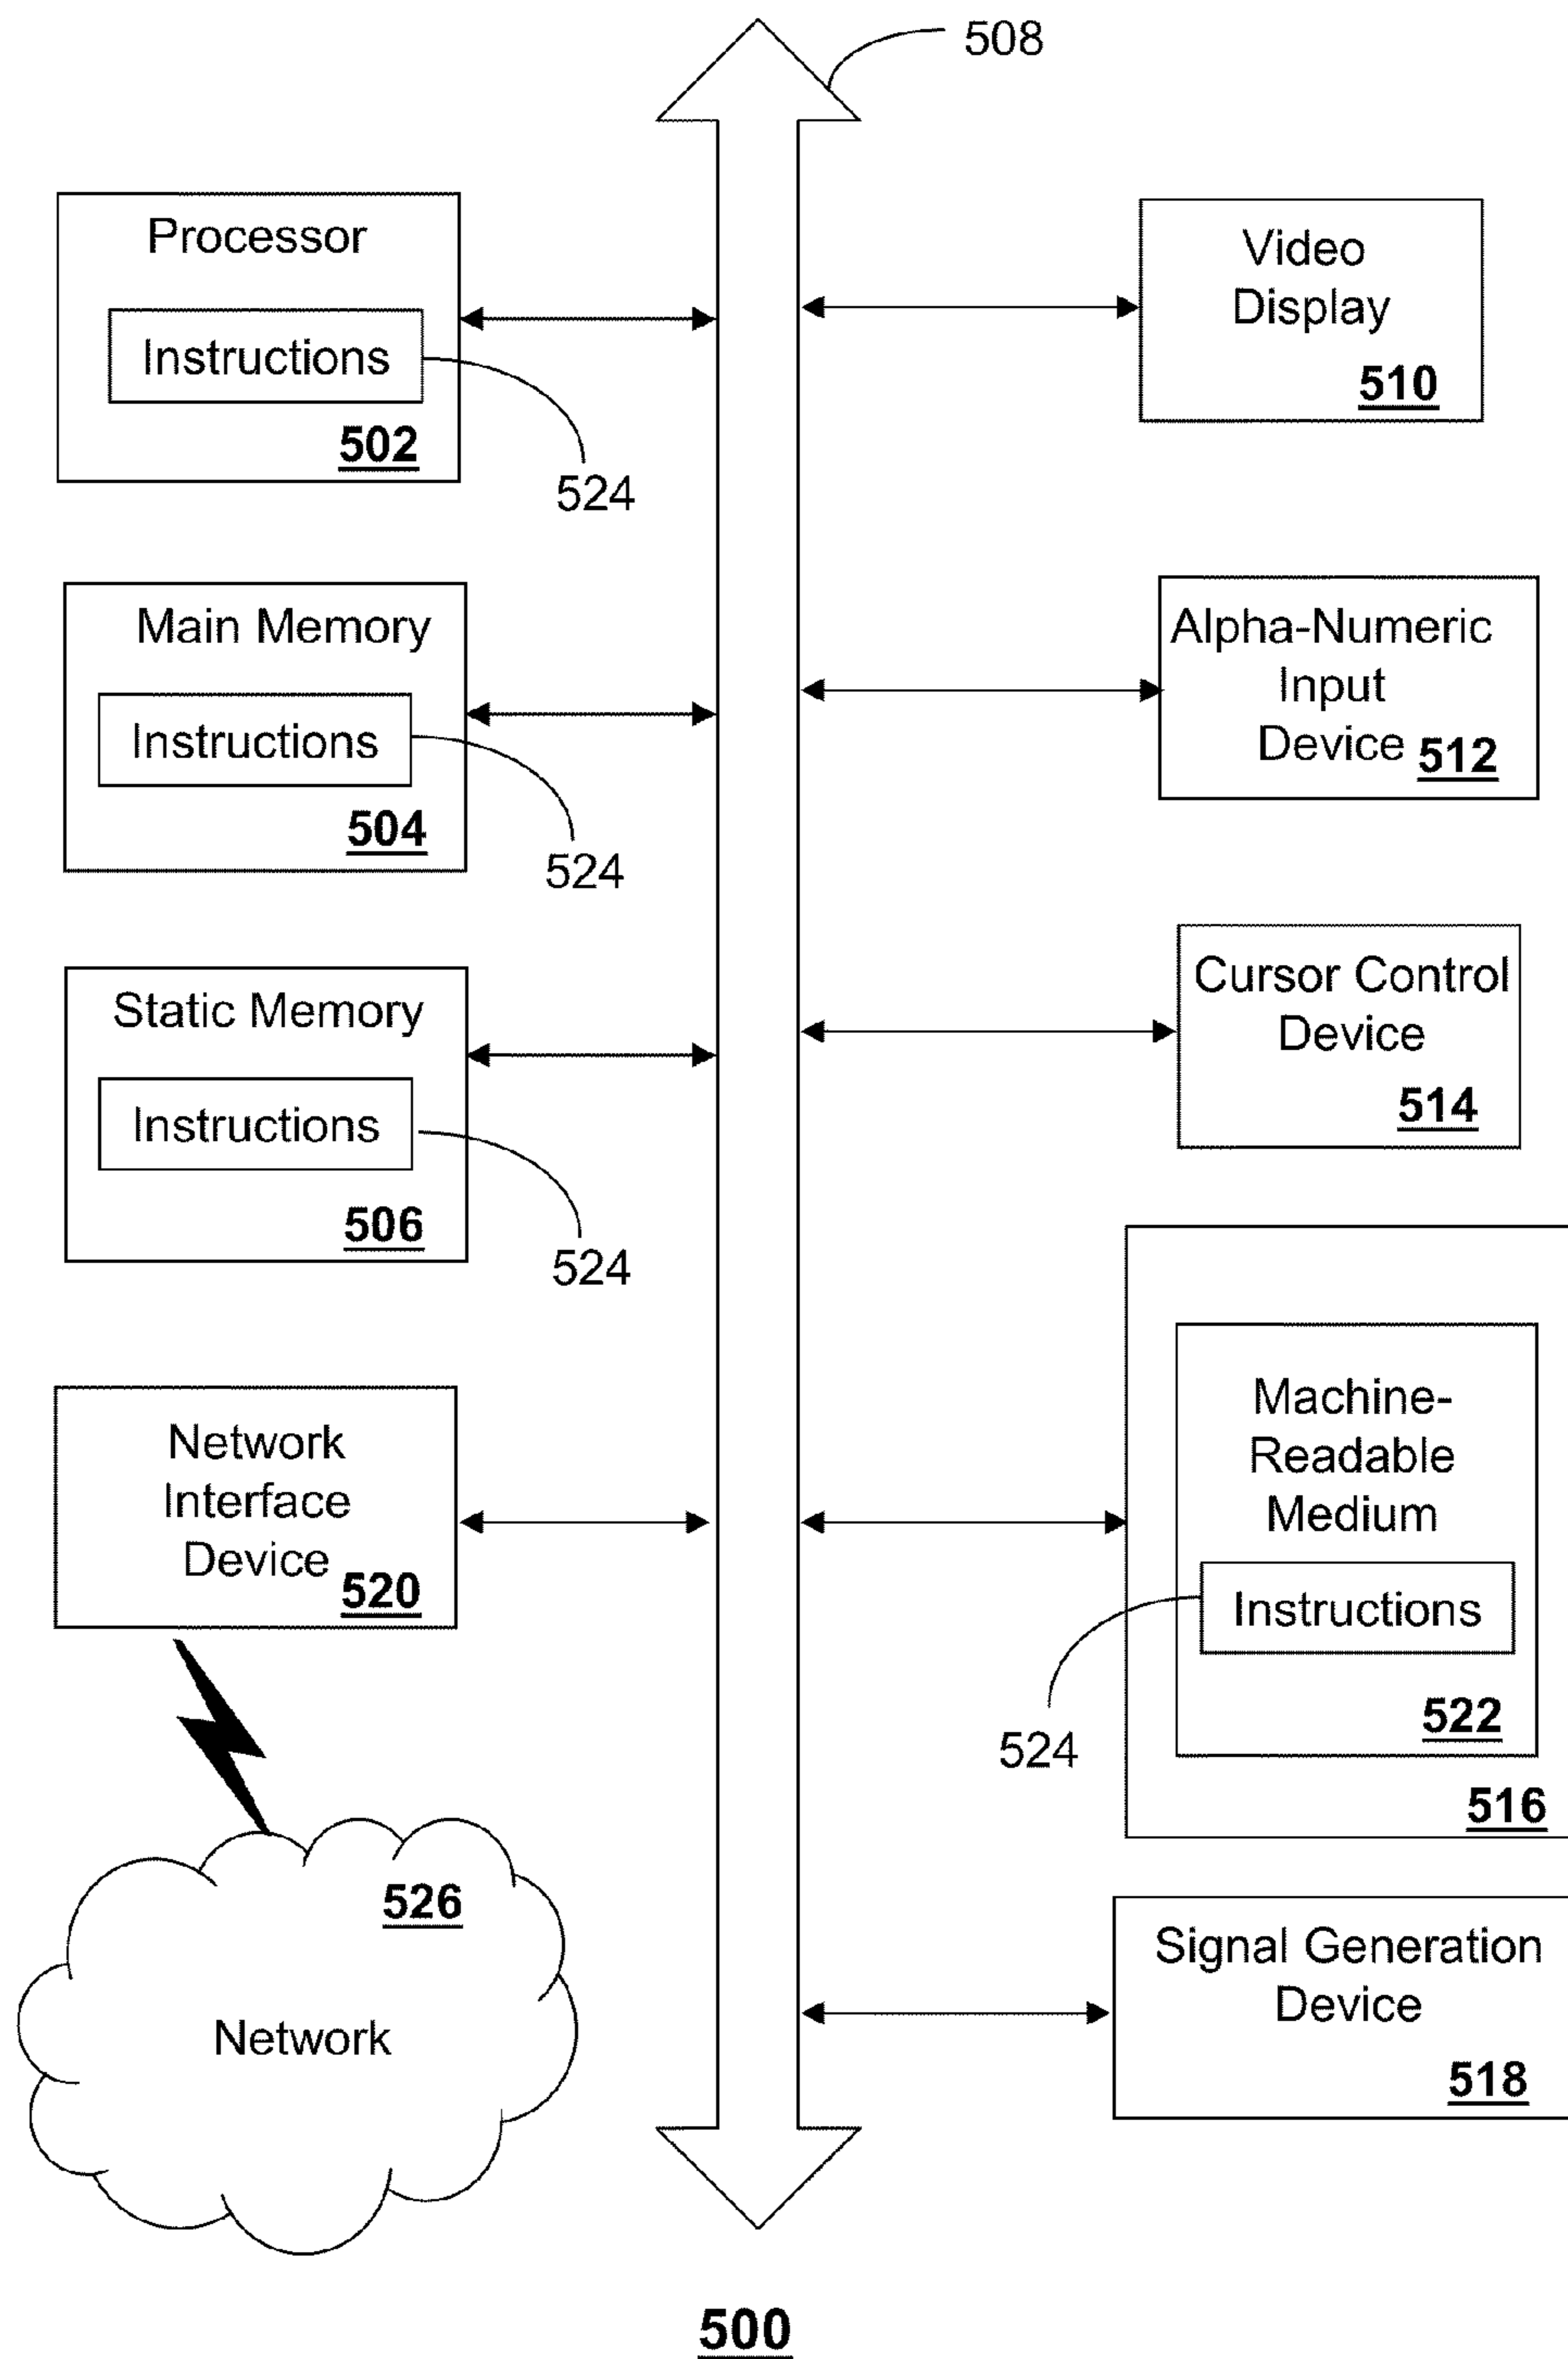 508
Processor
Instructions
502
524
Video
Display
510
Main Memory
Instructions
504
524
Alpha-Numeric
Input
Device 512
Static Memory
Instructions
506
524
Cursor Control
Device
514
Network
Interface
Device 520
Machine-
Readable
Medium
Instructions
522
524
516
526
Network
Signal Generation
Device
518
500